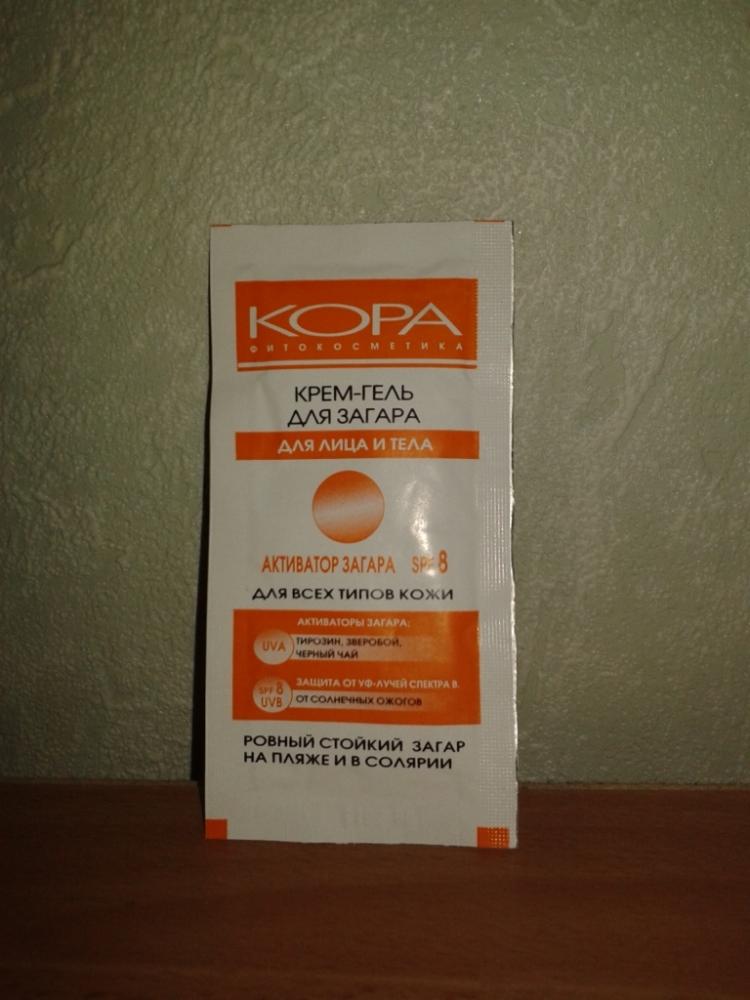 КОРА
ФИТОКОСМЕТИКА
КРЕМ-ГЕЛЬ
ДЛЯ ЗАГАРА
ДЛЯ ЛИЦА И ТЕЛА
АКТИВАТОР ЗАГАРА SPF 8
ДЛЯ ВСЕХ ТИПОВ КОЖИ
АКТИВАТОРЫ ЗАГАРА:
UVA
ТИРОЗИН, ЗВЕРОБОЙ,
ЧЕРНЫЙ ЧАЙ
ЗАЩИТА ОТ УФ-ЛУЧЕЙ СПЕКТРА B.
SPF 8
UVB
ОТ СОЛНЕЧНЫХ ОЖОГОВ
РОВНЫЙ СТОЙКИЙ ЗАГАР
НА ПЛЯЖЕ И В СОЛЯРИИ